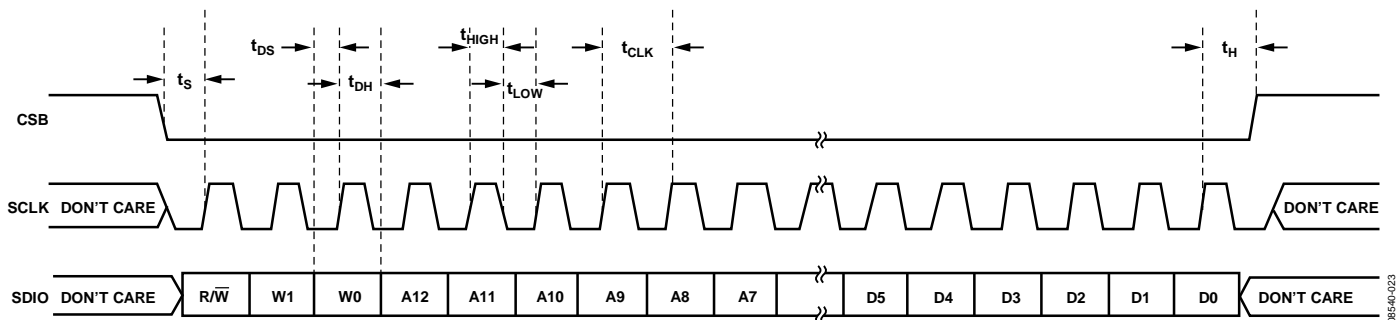 tDS
tHIGH
tCLK
tH
tS
tDH
tLOW
CSB
SCLK DON'T CARE
DON'T CARE
SDIO DON'T CARE R/W̅ W1 W0 A12 A11 A10 A9 A8 A7 D5 D4 D3 D2 D1 D0 DON'T CARE
08540-023